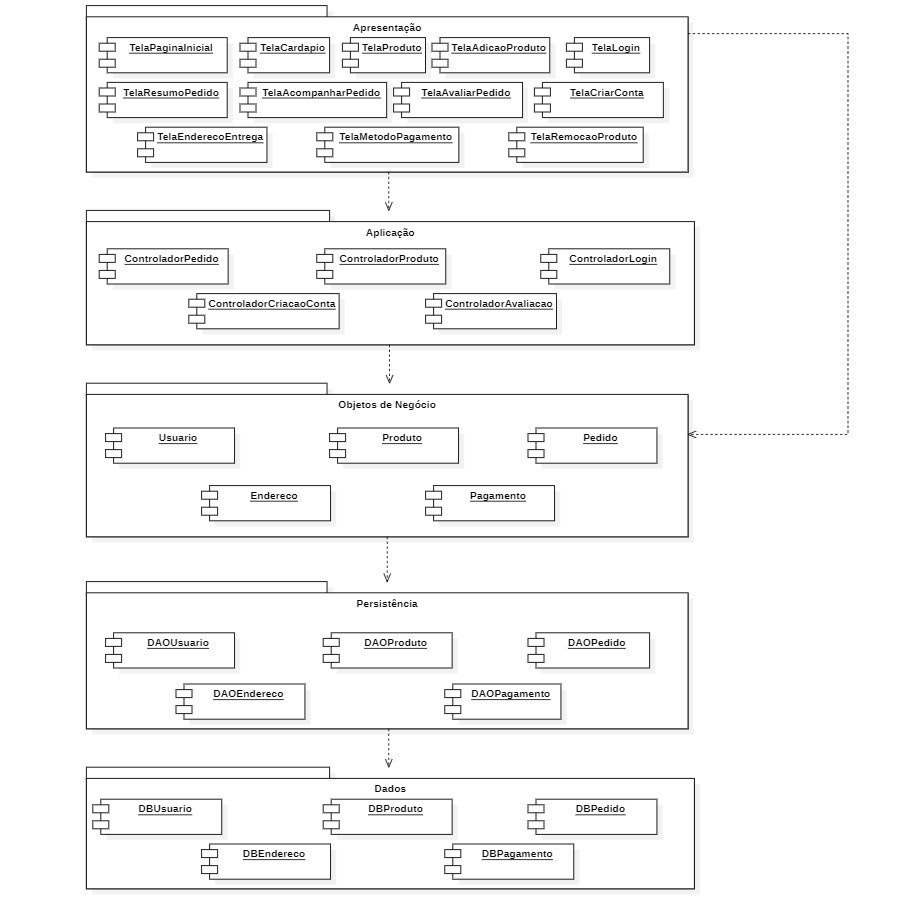 Apresentação
TelaPaginaInicial TelaCardapio TelaProduto TelaAdicaoProduto TelaLogin
TelaResumoPedido TelaAcompanharPedido TelaAvaliarPedido TelaCriarConta
TelaEnderecoEntrega TelaMetodoPagamento TelaRemocaoProduto
Aplicação
ControladorPedido ControladorProduto ControladorLogin
ControladorCriacaoConta ControladorAvaliacao
Objetos de Negócio
Usuario Produto Pedido
Endereco Pagamento
Persistência
DAOUsuario DAOProduto DAOPedido
DAOEndereco DAOPagamento
Dados
DBUsuario DBProduto DBPedido
DBEndereco DBPagamento